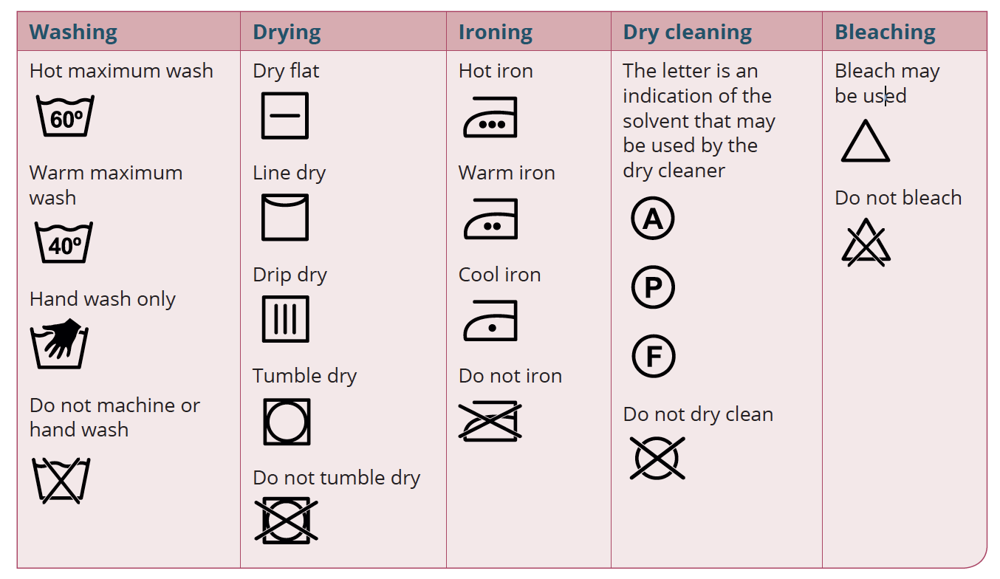 Washing
Hot maximum wash
60º
Warm maximum
wash
40º
Hand wash only
Do not machine or
hand wash
Drying
Dry flat
Line dry
Drip dry
Tumble dry
Do not tumble dry
Ironing
Hot iron
Warm iron
Cool iron
Do not iron
Dry cleaning
The letter is an
indication of the
solvent that may
be used by the
dry cleaner
A
P
F
Do not dry clean
Bleaching
Bleach may
be used
Do not bleach